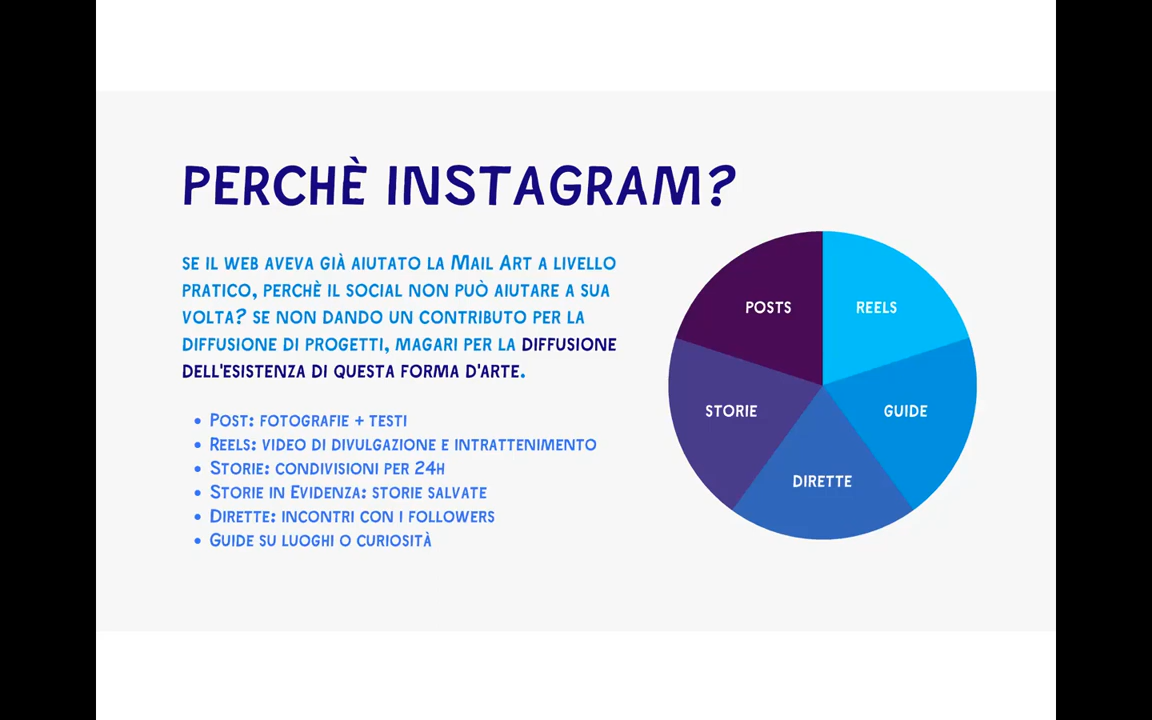 PERCHÈ INSTAGRAM?
SE IL WEB AVEVA GIÀ AIUTATO LA MAIL ART A LIVELLO
PRATICO, PERCHÈ IL SOCIAL NON PUÒ AIUTARE A SUA
VOLTA? SE NON DANDO UN CONTRIBUTO PER LA
DIFFUSIONE DI PROGETTI, MAGARI PER LA DIFFUSIONE
DELL'ESISTENZA DI QUESTA FORMA D'ARTE.
• POST: FOTOGRAFIE + TESTI
• REELS: VIDEO DI DIVULGAZIONE E INTRATTENIMENTO
• STORIE: CONDIVISIONI PER 24H
• STORIE IN EVIDENZA: STORIE SALVATE
• DIRETTE: INCONTRI CON I FOLLOWERS
• GUIDE SU LUOGHI O CURIOSITÀ
POSTS
REELS
STORIE
GUIDE
DIRETTE